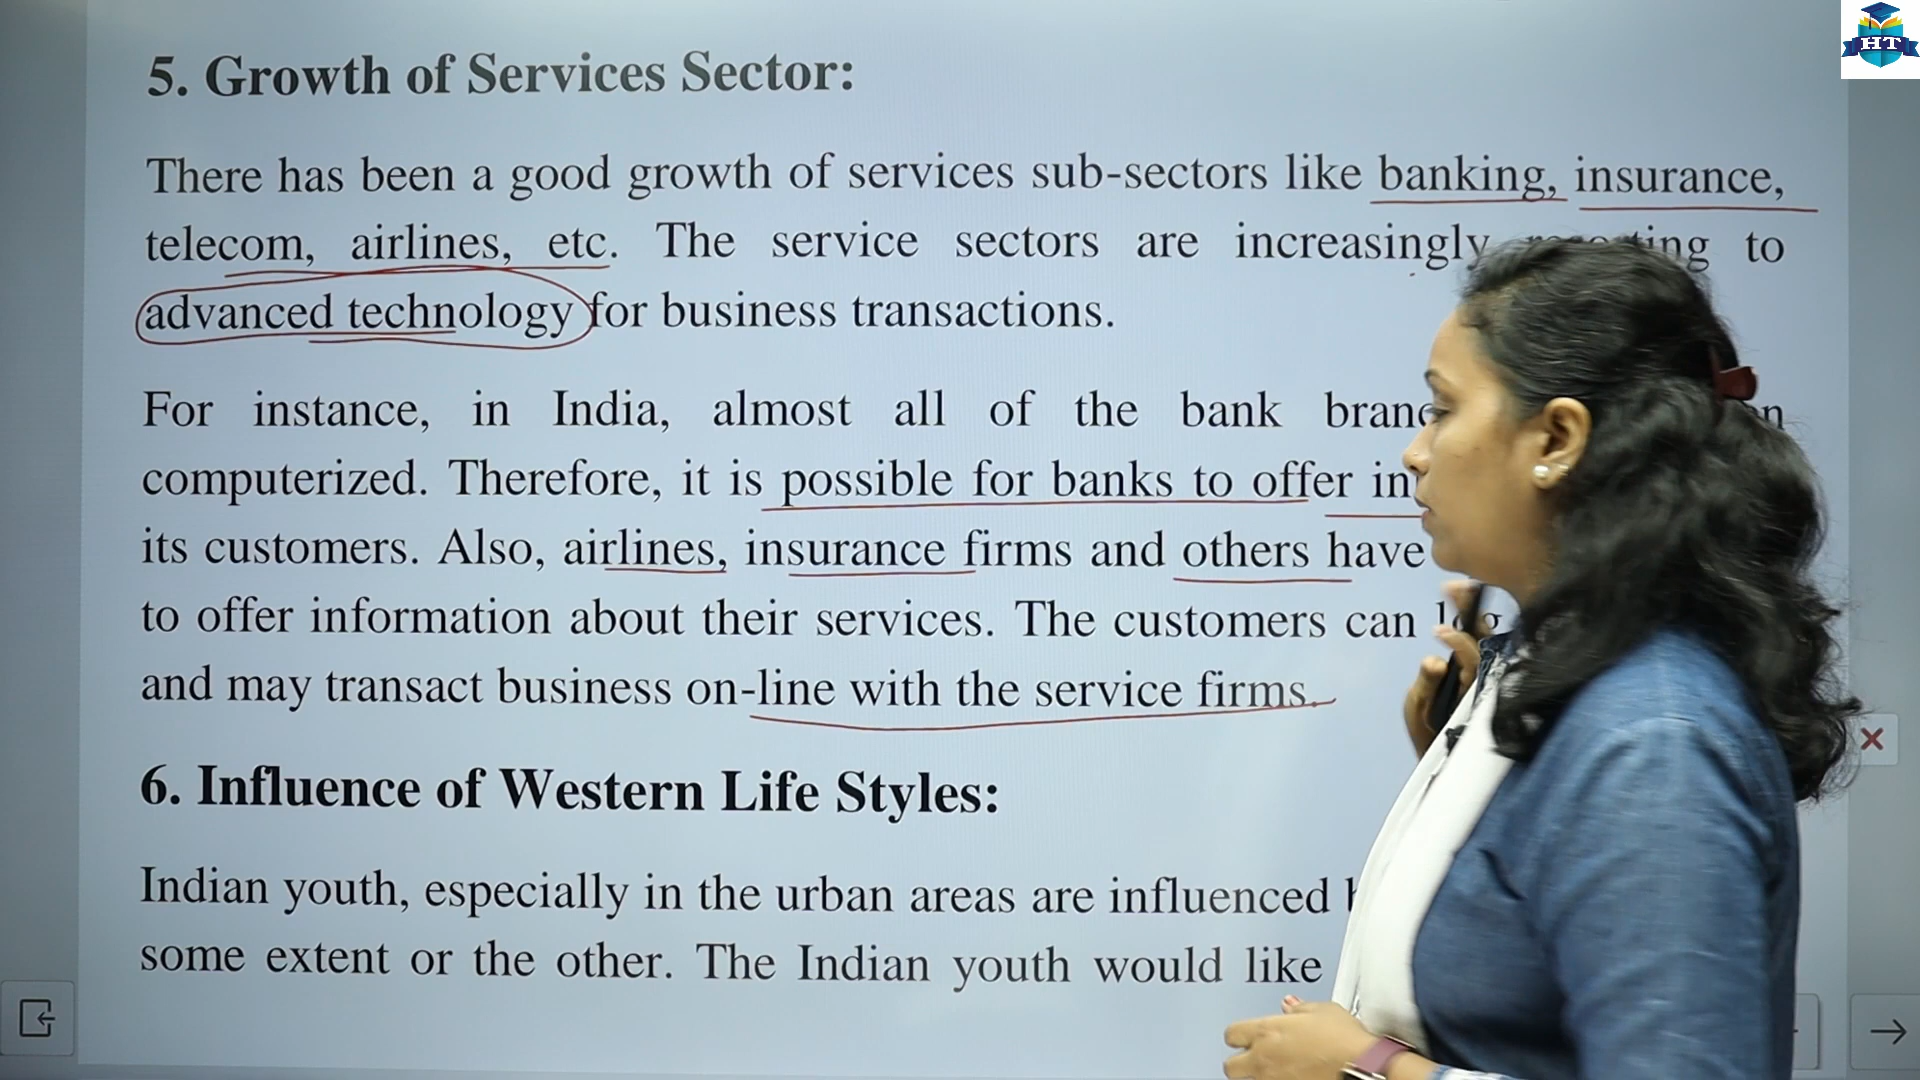 HT
5. Growth of Services Sector:
There has been a good growth of services sub-sectors like banking, insurance,
telecom, airlines, etc. The service sectors are increasingly to
advanced technology for business transactions.
For instance, in India, almost all of the bank
computerized. Therefore, it is possible for banks to offer
its customers. Also, airlines, insurance firms and others have
to offer information about their services. The customers can
and may transact business on-line with the service firms.
6. Influence of Western Life Styles:
Indian youth, especially in the urban areas are influenced
some extent or the other. The Indian youth would like